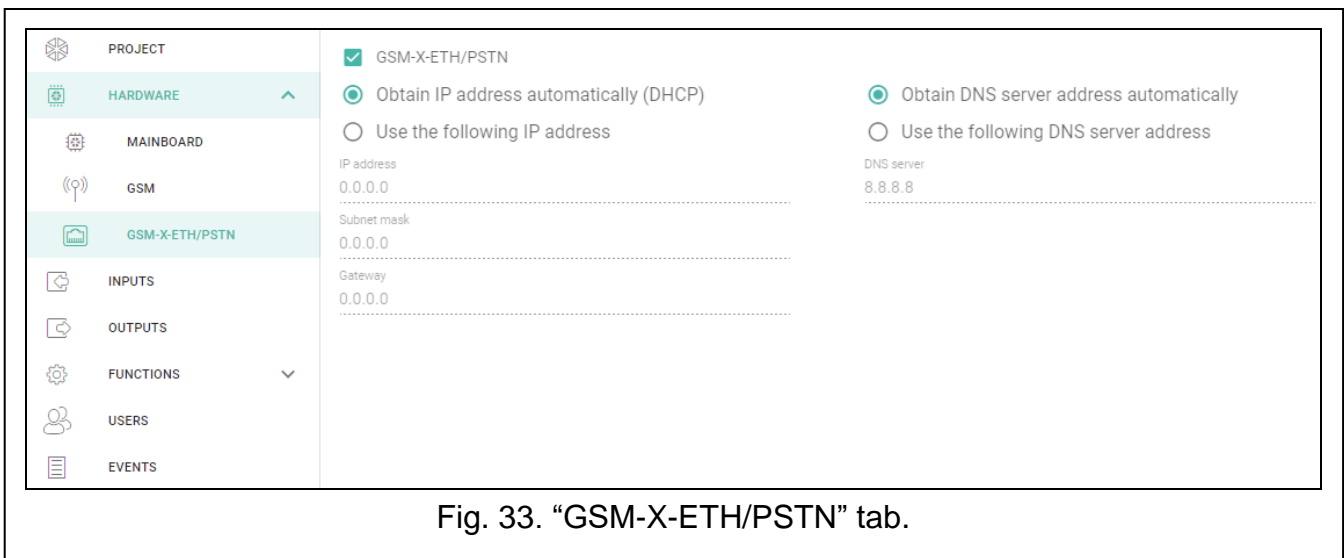 PROJECT
HARDWARE
MAINBOARD
GSM
GSM-X-ETH/PSTN
INPUTS
OUTPUTS
FUNCTIONS
USERS
EVENTS
GSM-X-ETH/PSTN
Obtain IP address automatically (DHCP)
Use the following IP address
IP address
0.0.0.0
Subnet mask
0.0.0.0
Gateway
0.0.0.0
Obtain DNS server address automatically
Use the following DNS server address
DNS server
8.8.8.8
Fig. 33. “GSM-X-ETH/PSTN” tab.